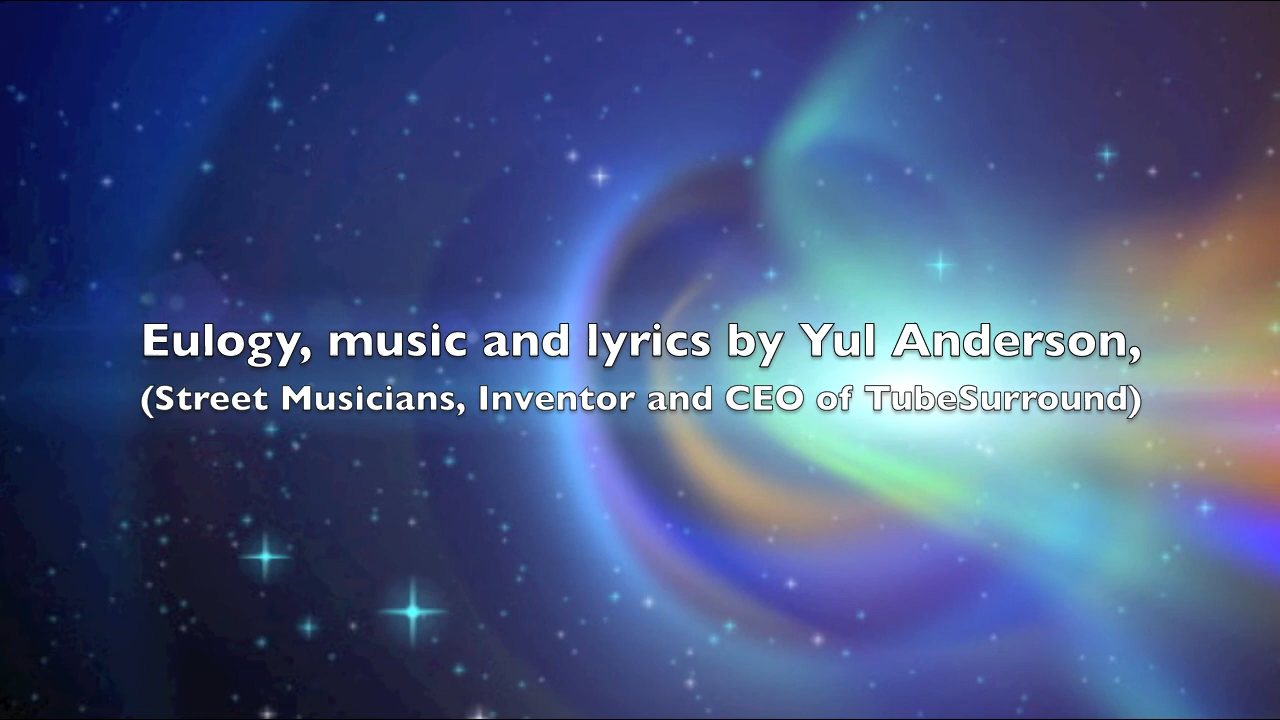 Eulogy, music and lyrics by Yul Anderson,
(Street Musicians, Inventor and CEO of TubeSurround)